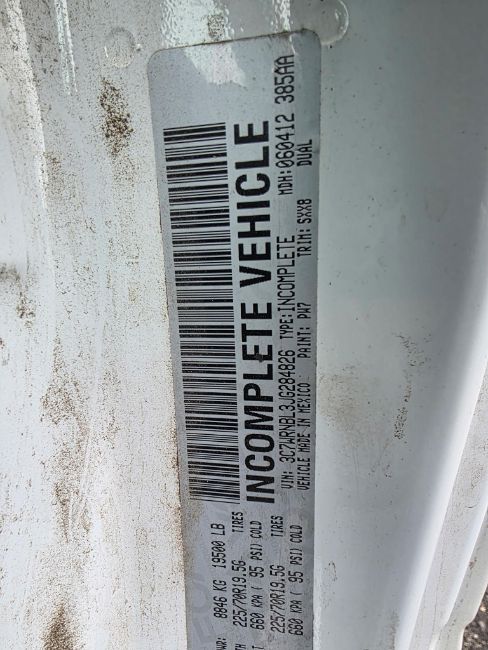 INCOMPLETE VEHICLE
MDH:060412 385AA
DUAL
VIN: 3C7WRNBL3JG284826 TYPE:INCOMPLETE
VEHICLE MADE IN MEXICO. PAINT: PW7 TRIM: SXX8
8846 KG 19500 LB
225/70R19.5G TIRES
660 KPA ( 95 PSI) COLD
225/70R19.5G TIRES
660 KPA ( 95 PSI) COLD